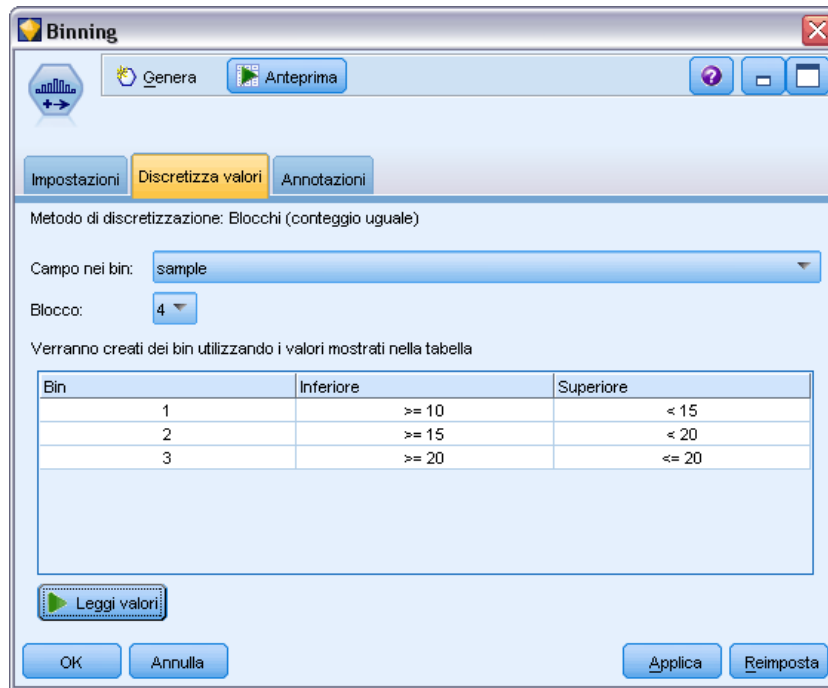 Binning
Genera
Anteprima
Impostazioni
Discretizza valori
Annotazioni
Metodo di discretizzazione: Blocchi (conteggio uguale)
Campo nei bin: sample
Blocco: 4
Verranno creati dei bin utilizzando i valori mostrati nella tabella
Bin Inferiore Superiore
1 >= 10 < 15
2 >= 15 < 20
3 >= 20 <= 20
Leggi valori
OK Annulla Applica Reimposta